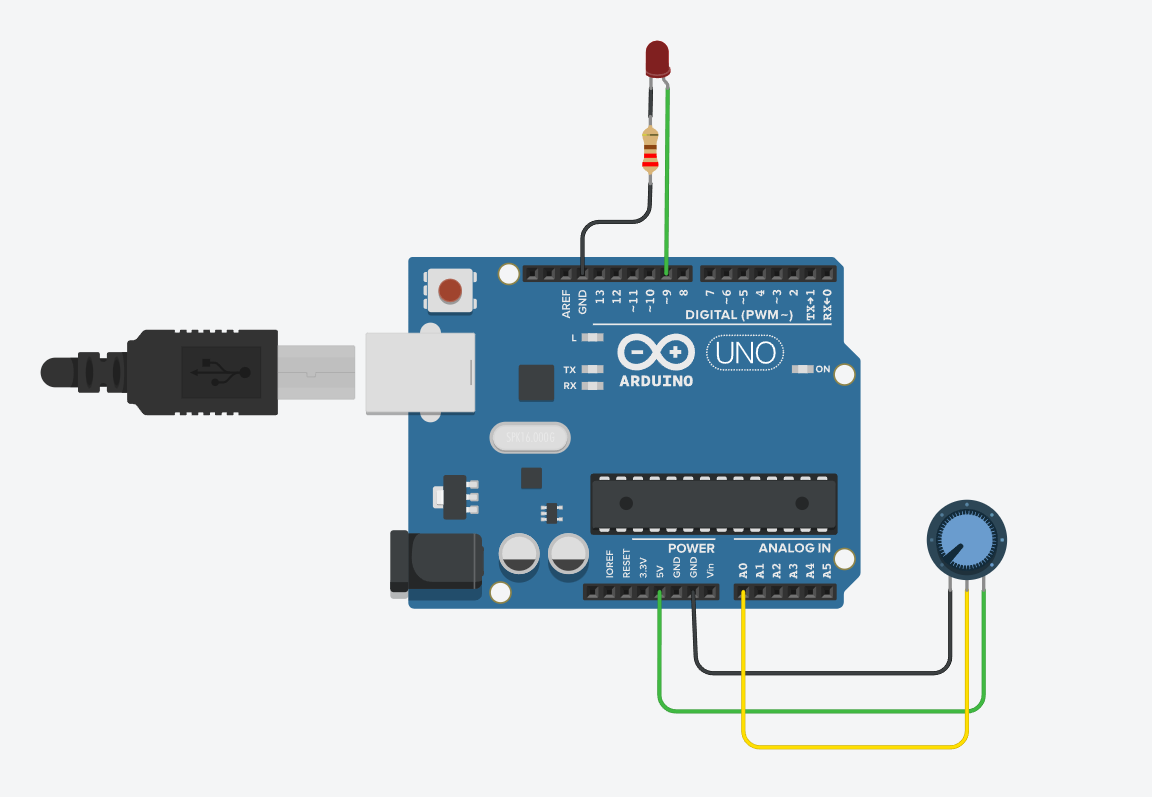 AREF
GND
13
12
~11
~10
~9
8
7
~6
~5
4
~3
2
TX→1
RX←0
DIGITAL (PWM~)
L
TX
RX
ARDUINO
UNO
ON
POWER
ANALOG IN
IOREF
RESET
3.3V
5V
GND
GND
Vin
A0
A1
A2
A3
A4
A5